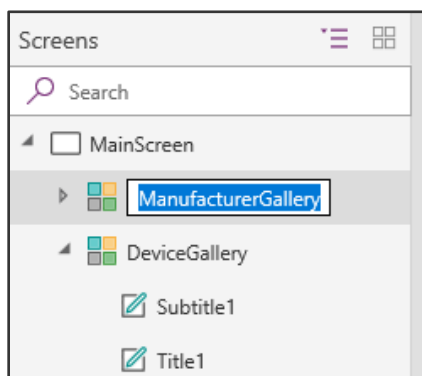 Screens
Search
MainScreen
ManufacturerGallery
DeviceGallery
Subtitle1
Title1